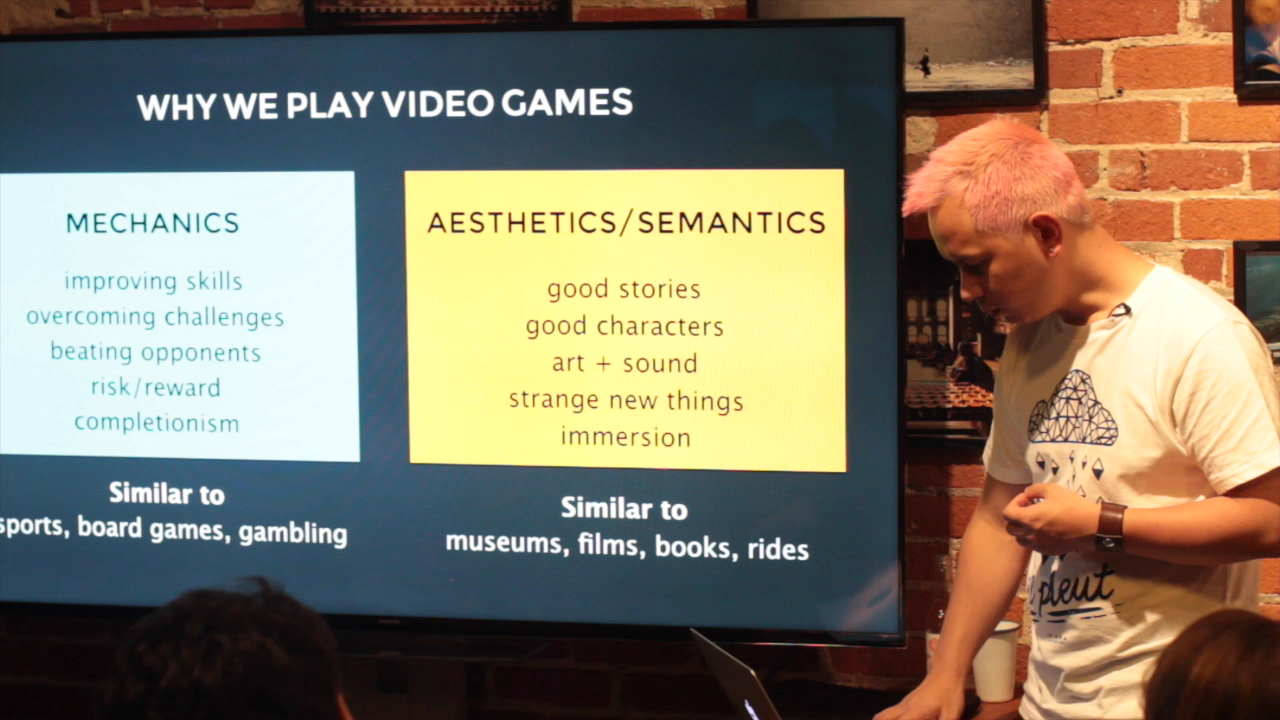 WHY WE PLAY VIDEO GAMES
MECHANICS
improving skills
overcoming challenges
beating opponents
risk/reward
completionism
Similar to
sports, board games, gambling
AESTHETICS/SEMANTICS
good stories
good characters
art + sound
strange new things
immersion
Similar to
museums, films, books, rides
pleut